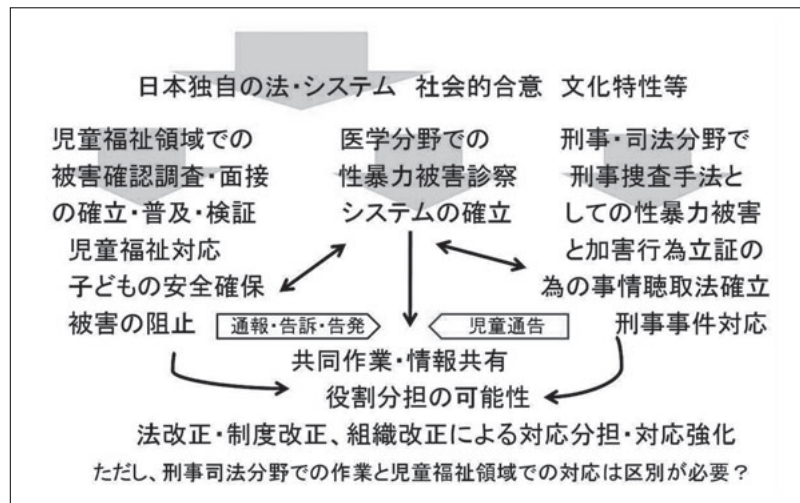 日本独自の法・システム 社会的合意 文化特性等
児童福祉領域での
被害確認調査・面接
の確立・普及・検証
児童福祉対応
子どもの安全確保
被害の阻止
医学分野での
性暴力被害診察
システムの確立
刑事・司法分野で
刑事捜査手法と
しての性暴力被害
と加害行為立証の
為の事情聴取法確立
刑事事件対応
通報・告訴・告発
児童通告
共同作業・情報共有
役割分担の可能性
法改正・制度改正、組織改正による対応分担・対応強化
ただし、刑事司法分野での作業と児童福祉領域での対応は区別が必要？